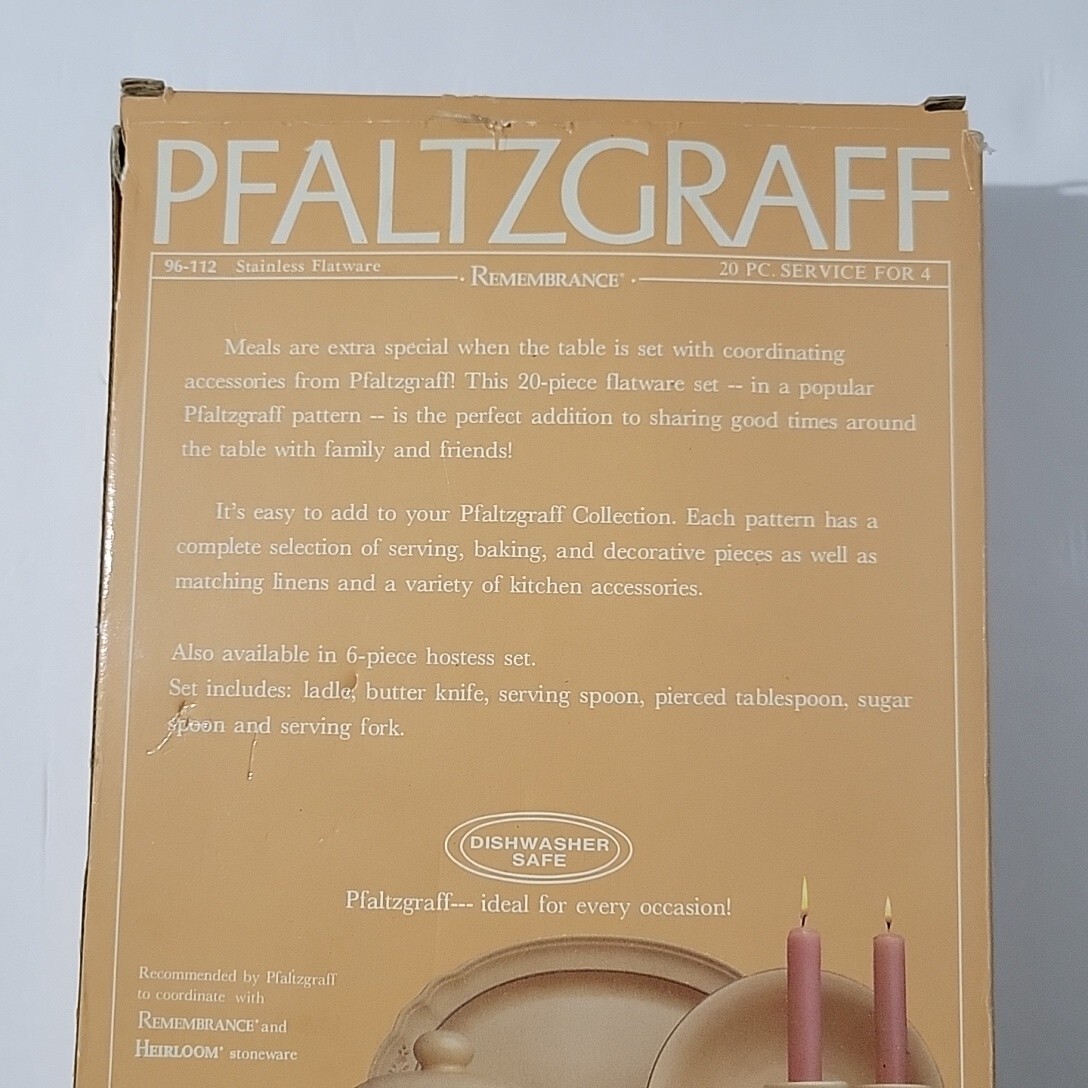 PFALTZGRAFF
96-112 Stainless Flatware
REMEMBRANCE®
20 PC. SERVICE FOR 4
Meals are extra special when the table is set with coordinating
accessories from Pfaltzgraff! This 20-piece flatware set -- in a popular
Pfaltzgraff pattern -- is the perfect addition to sharing good times around
the table with family and friends!
It's easy to add to your Pfaltzgraff Collection. Each pattern has a
complete selection of serving, baking, and decorative pieces as well as
matching linens and a variety of kitchen accessories.
Also available in 6-piece hostess set.
Set includes: ladle, butter knife, serving spoon, pierced tablespoon, sugar
spoon and serving fork.
DISHWASHER
SAFE
Pfaltzgraff--- ideal for every occasion!
Recommended by Pfaltzgraff
to coordinate with
REMEMBRANCE® and
HEIRLOOM® stoneware